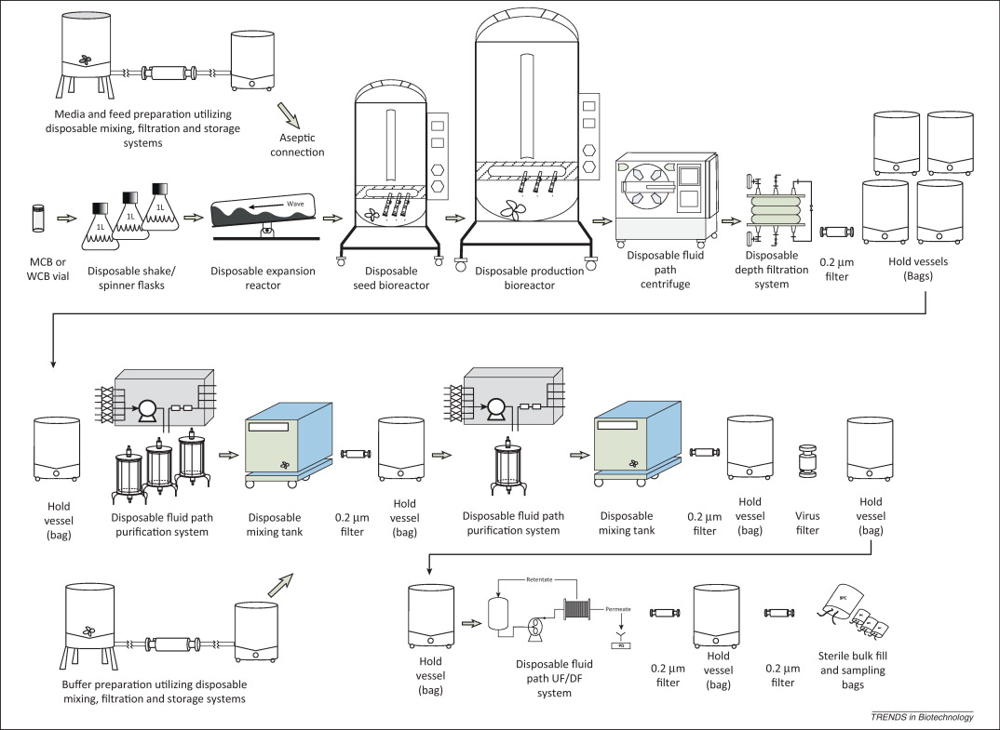 Media and feed preparation utilizing
disposable mixing, filtration and storage
systems
Aseptic
connection
1L
1L
1L
Wave
MCB or
WCB vial
Disposable shake/
spinner flasks
Disposable expansion
reactor
Disposable
seed bioreactor
Disposable production
bioreactor
Disposable fluid
path
centrifuge
Disposable
depth filtration
system
0.2 µm
filter
Hold vessels
(Bags)
Hold
vessel
(bag)
Disposable fluid path
purification system
Disposable
mixing tank
0.2 µm
filter
Hold
vessel
(bag)
Disposable fluid path
purification system
Disposable
mixing tank
0.2 µm
filter
Hold
vessel
(bag)
Virus
filter
Hold
vessel
(bag)
Buffer preparation utilizing disposable
mixing, filtration and storage systems
Hold
vessel
(bag)
Retentate
Permeate
PD
Disposable fluid
path UF/DF
system
0.2 µm
filter
Hold
vessel
(bag)
0.2 µm
filter
BPC
Sterile bulk fill
and sampling
bags
TRENDS in Biotechnology